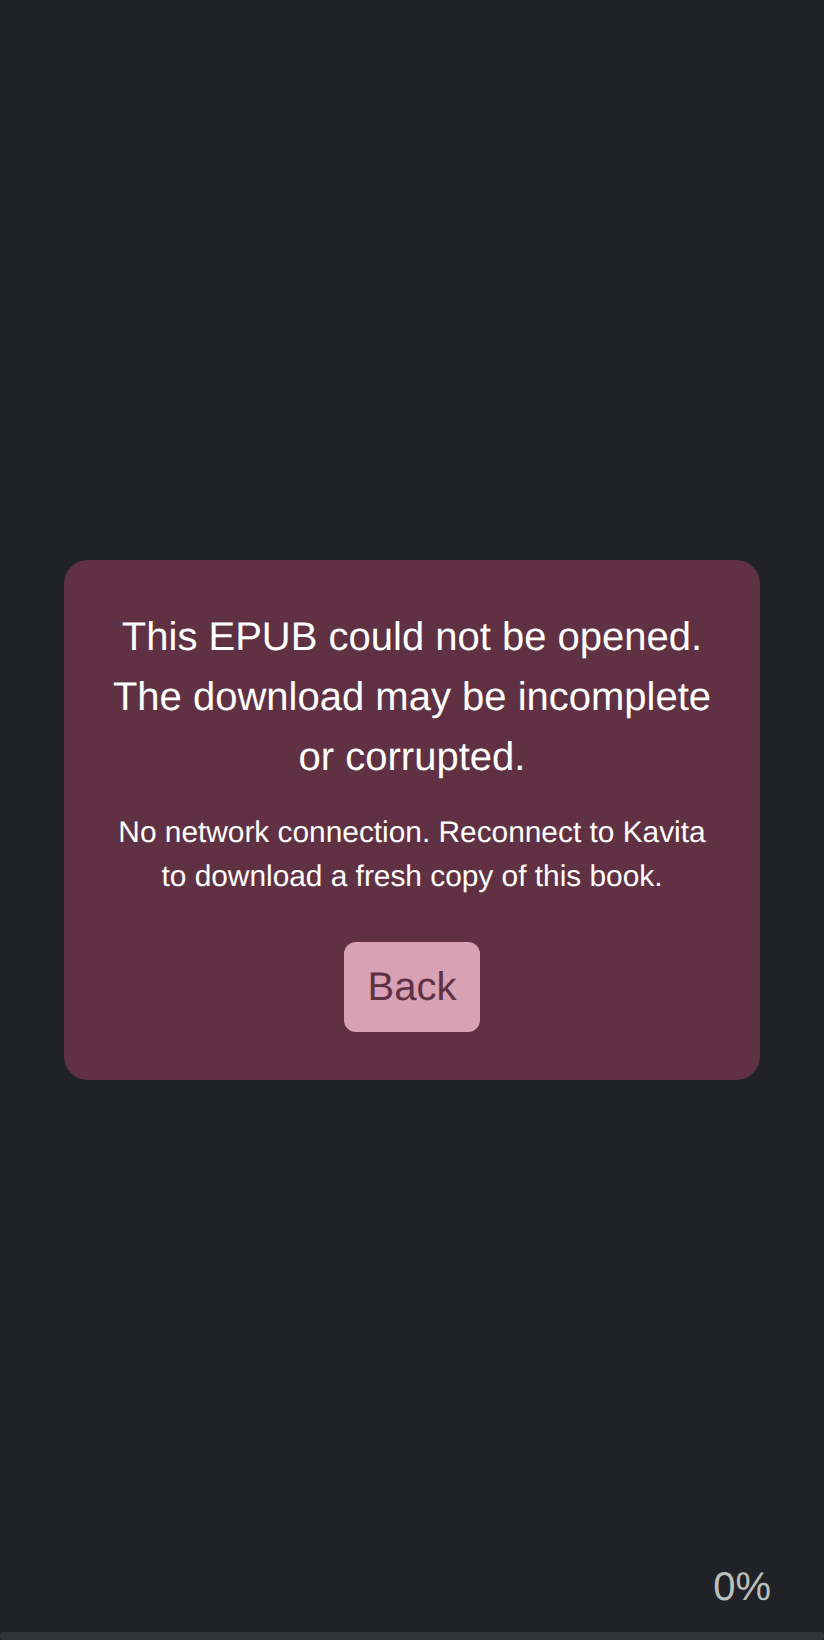 This EPUB could not be opened.
The download may be incomplete
or corrupted.
No network connection. Reconnect to Kavita
to download a fresh copy of this book.
Back
0%